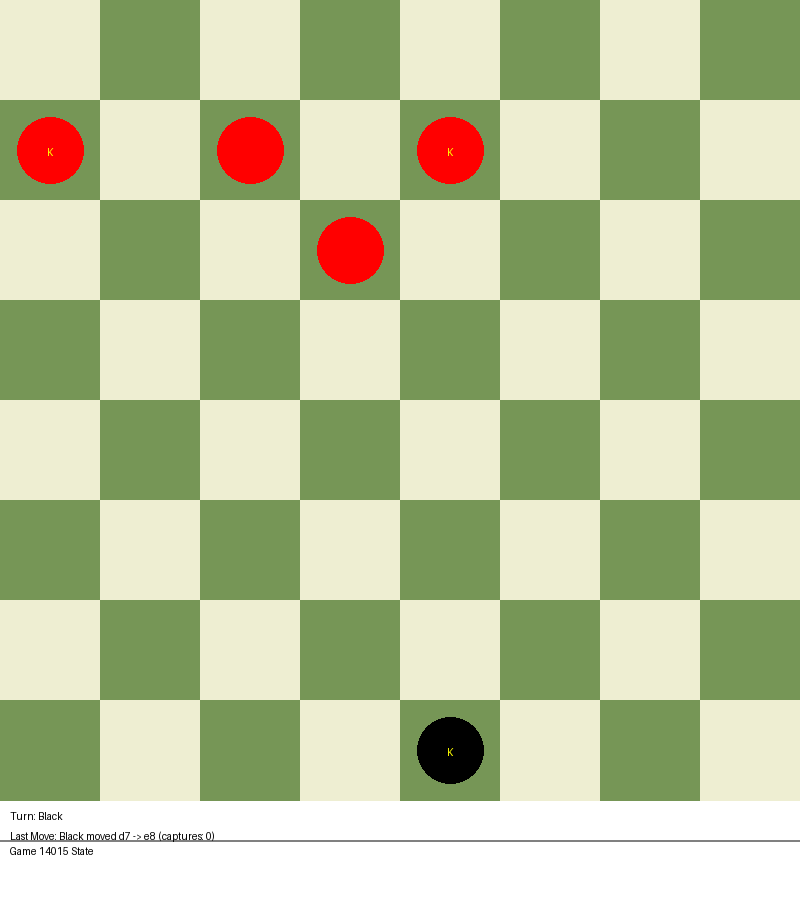 K
K
K
Turn: Black
Last Move: Black moved d7 -> e8 (captures: 0)
Game 14015 State